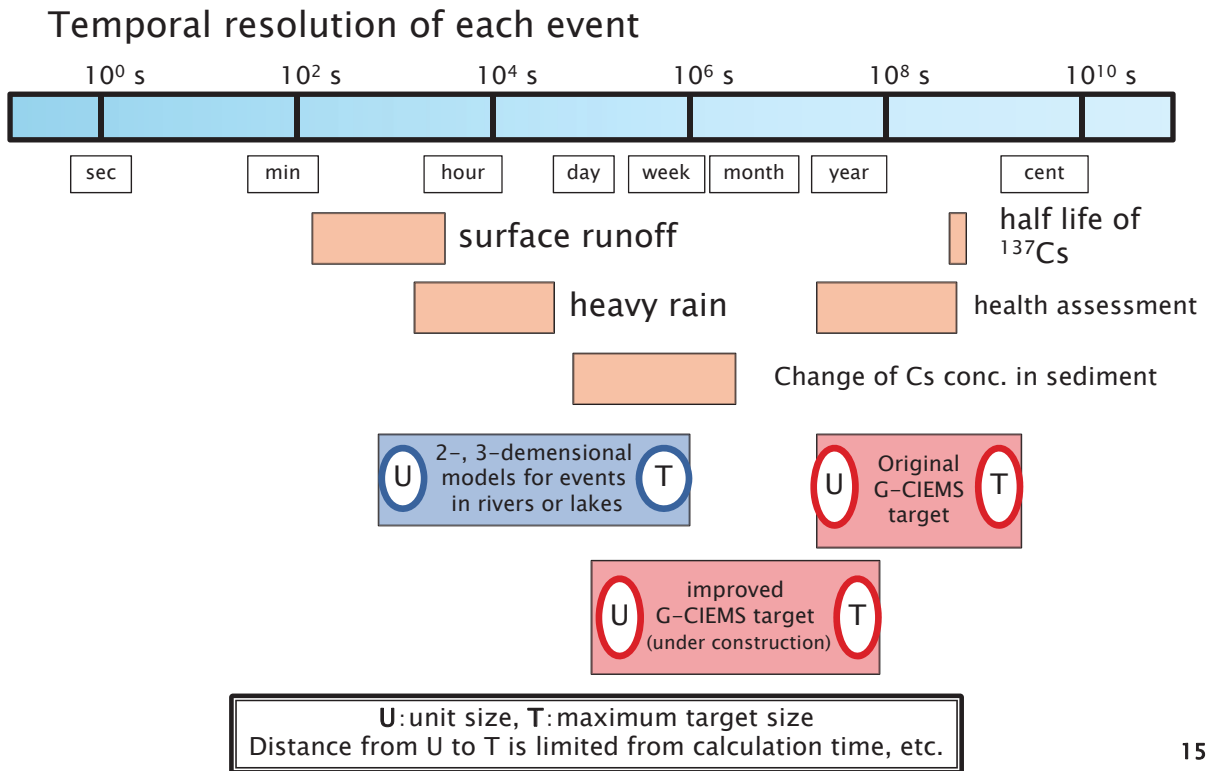 Temporal resolution of each event
10⁰ s 10² s 10⁴ s 10⁶ s 10⁸ s 10¹⁰ s
sec min hour day week month year cent
surface runoff
half life of
¹³⁷Cs
heavy rain
health assessment
Change of Cs conc. in sediment
U
2-, 3-demensional
models for events
in rivers or lakes
T
U
Original
G-CIEMS
target
T
U
improved
G-CIEMS target
(under construction)
T
U:unit size, T:maximum target size
Distance from U to T is limited from calculation time, etc.
15